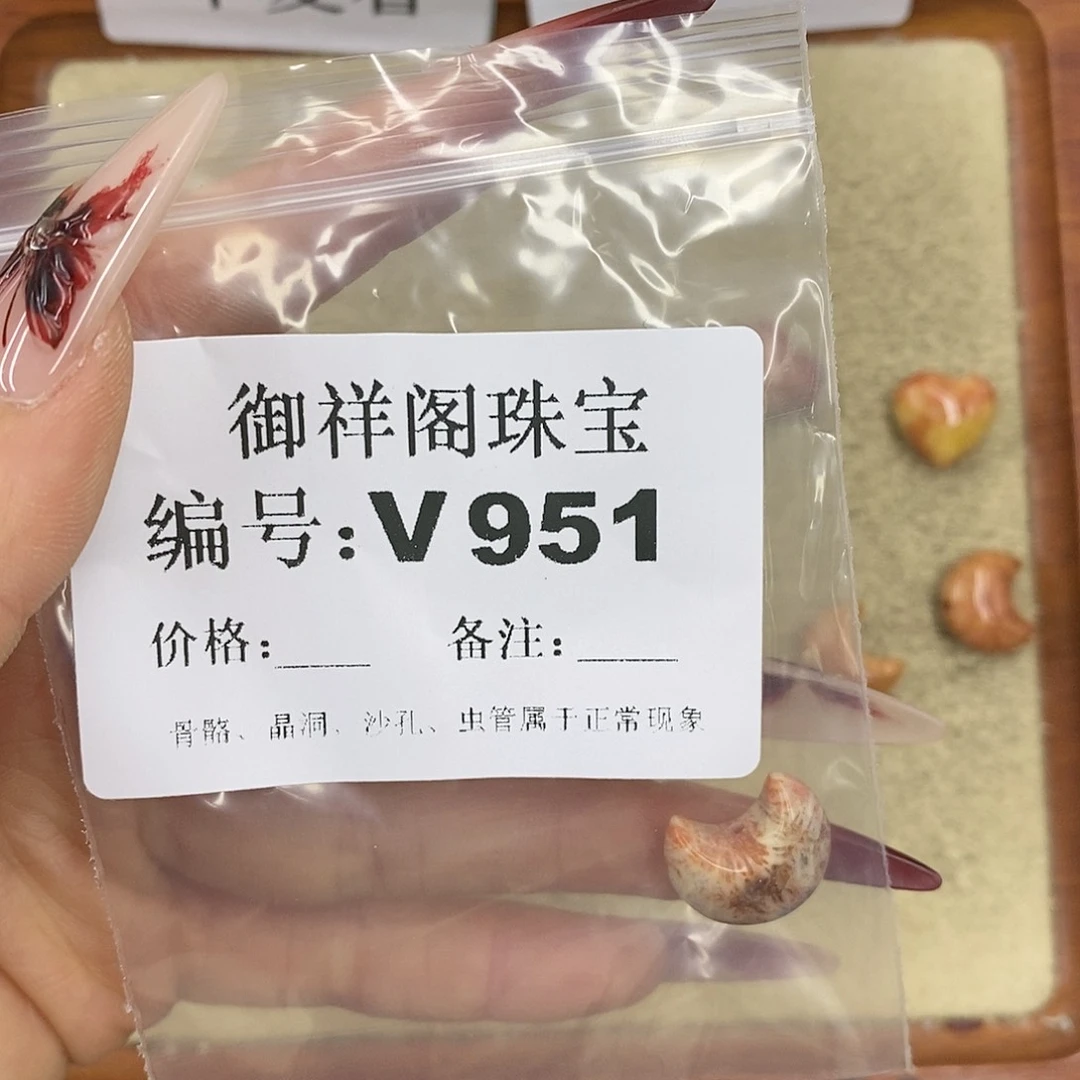 御祥阁珠宝
编号:V951
价格:____ 备注:____
骨骼、晶洞、沙孔、虫管属于正常现象